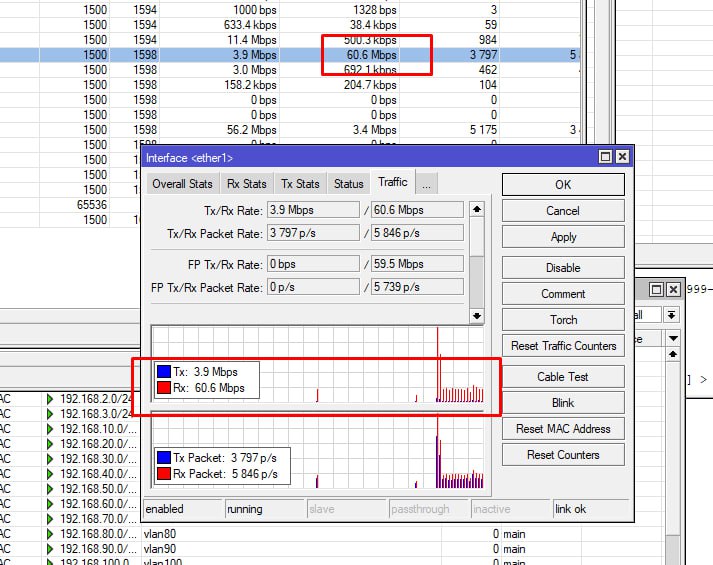 1500 1594 1000 bps 1328 bps 3
1500 1594 633.4 kbps 38.4 kbps 59
1500 1594 11.4 Mbps 500.3 kbps 984
1500 1598 3.9 Mbps 60.6 Mbps 3 797 5
1500 1598 3.0 Mbps 692.1 kbps 462
1500 1598 158.2 kbps 204.7 kbps 104
1500 1598 0 bps 0 bps 0
1500 1598 0 bps 0 bps 0
1500 1598 56.2 Mbps 3.4 Mbps 5 175 3
1500
1500
1500
1500
65536
1500
Interface <ether1>
Overall Stats Rx Stats Tx Stats Status Traffic ...
OK
Tx/Rx Rate: 3.9 Mbps / 60.6 Mbps
Cancel
Tx/Rx Packet Rate: 3 797 p/s / 5 846 p/s
Apply
FP Tx/Rx Rate: 0 bps / 59.5 Mbps
Disable
FP Tx/Rx Packet Rate: 0 p/s / 5 739 p/s
Comment
Torch
Reset Traffic Counters
Tx: 3.9 Mbps
Rx: 60.6 Mbps
Cable Test
Blink
Reset MAC Address
Reset Counters
Tx Packet: 3 797 p/s
Rx Packet: 5 846 p/s
enabled running slave passthrough inactive link ok
999-
all
ce
] >
AC 192.168.2.0/24
AC 192.168.3.0/24
AC 192.168.10.0/...
AC 192.168.20.0/...
AC 192.168.30.0/...
AC 192.168.40.0/...
AC 192.168.50.0/...
AC 192.168.60.0/...
AC 192.168.70.0/...
AC 192.168.80.0/... vlan80 0 main
AC 192.168.90.0/... vlan90 0 main
AC 192.168.100.0 vlan100 0 main